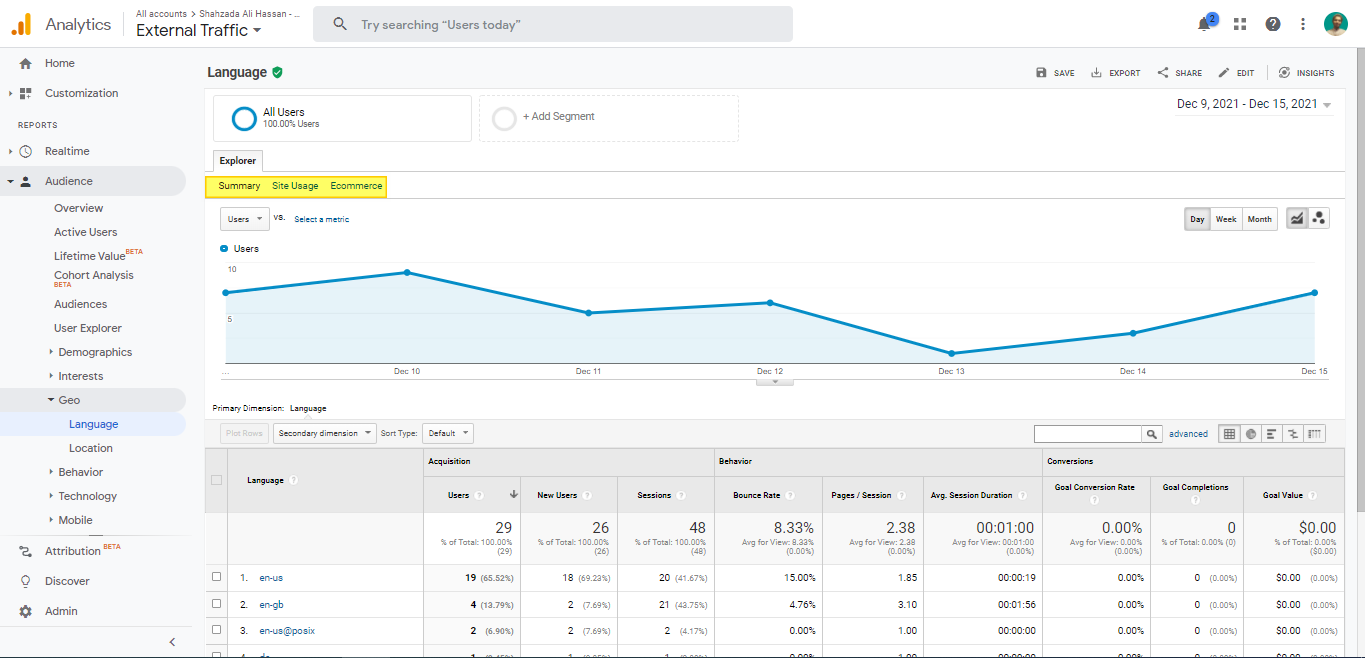 Analytics
All accounts > Shahzada Ali Hassan - ...
External Traffic
Try searching “Users today”
2
Home
Customization
REPORTS
Realtime
Audience
Overview
Active Users
Lifetime Value BETA
Cohort Analysis
BETA
Audiences
User Explorer
Demographics
Interests
Geo
Language
Location
Behavior
Technology
Mobile
Attribution BETA
Discover
Admin
Language
SAVE EXPORT SHARE EDIT INSIGHTS
All Users
100.00% Users
+ Add Segment
Dec 9, 2021 - Dec 15, 2021
Explorer
Summary Site Usage Ecommerce
Users vs. Select a metric
Day Week Month
Users
10
5
... Dec 10 Dec 11 Dec 12 Dec 13 Dec 14 Dec 15
Primary Dimension: Language
Plot Rows Secondary dimension Sort Type: Default advanced
Acquisition Behavior Conversions
Language ? Users ? New Users ? Sessions ? Bounce Rate ? Pages / Session ? Avg. Session Duration ? Goal Conversion Rate ? Goal Completions ? Goal Value ?
29 26 48 8.33% 2.38 00:01:00 0.00% 0 $0.00
% of Total: 100.00% % of Total: 100.00% % of Total: 100.00% Avg for View: 8.33% Avg for View: 2.38 Avg for View: 00:01:00 Avg for View: 0.00% % of Total: 0.00% (0) % of Total: 0.00%
(29) (26) (48) (0.00%) (0.00%) (0.00%) (0.00%) ($0.00)
1. en-us 19 (65.52%) 18 (69.23%) 20 (41.67%) 15.00% 1.85 00:00:19 0.00% 0 (0.00%) $0.00 (0.00%)
2. en-gb 4 (13.79%) 2 (7.69%) 21 (43.75%) 4.76% 3.10 00:01:56 0.00% 0 (0.00%) $0.00 (0.00%)
3. en-us@posix 2 (6.90%) 2 (7.69%) 2 (4.17%) 0.00% 1.00 00:00:00 0.00% 0 (0.00%) $0.00 (0.00%)